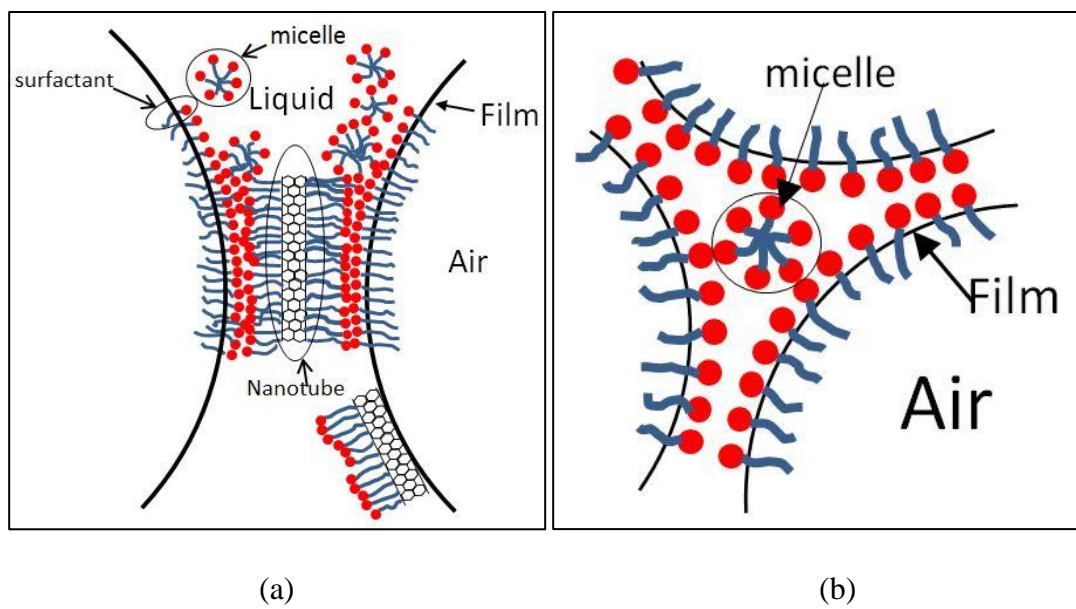 micelle
surfactant
Liquid
Film
Air
Nanotube
micelle
Film
Air
(a)
(b)